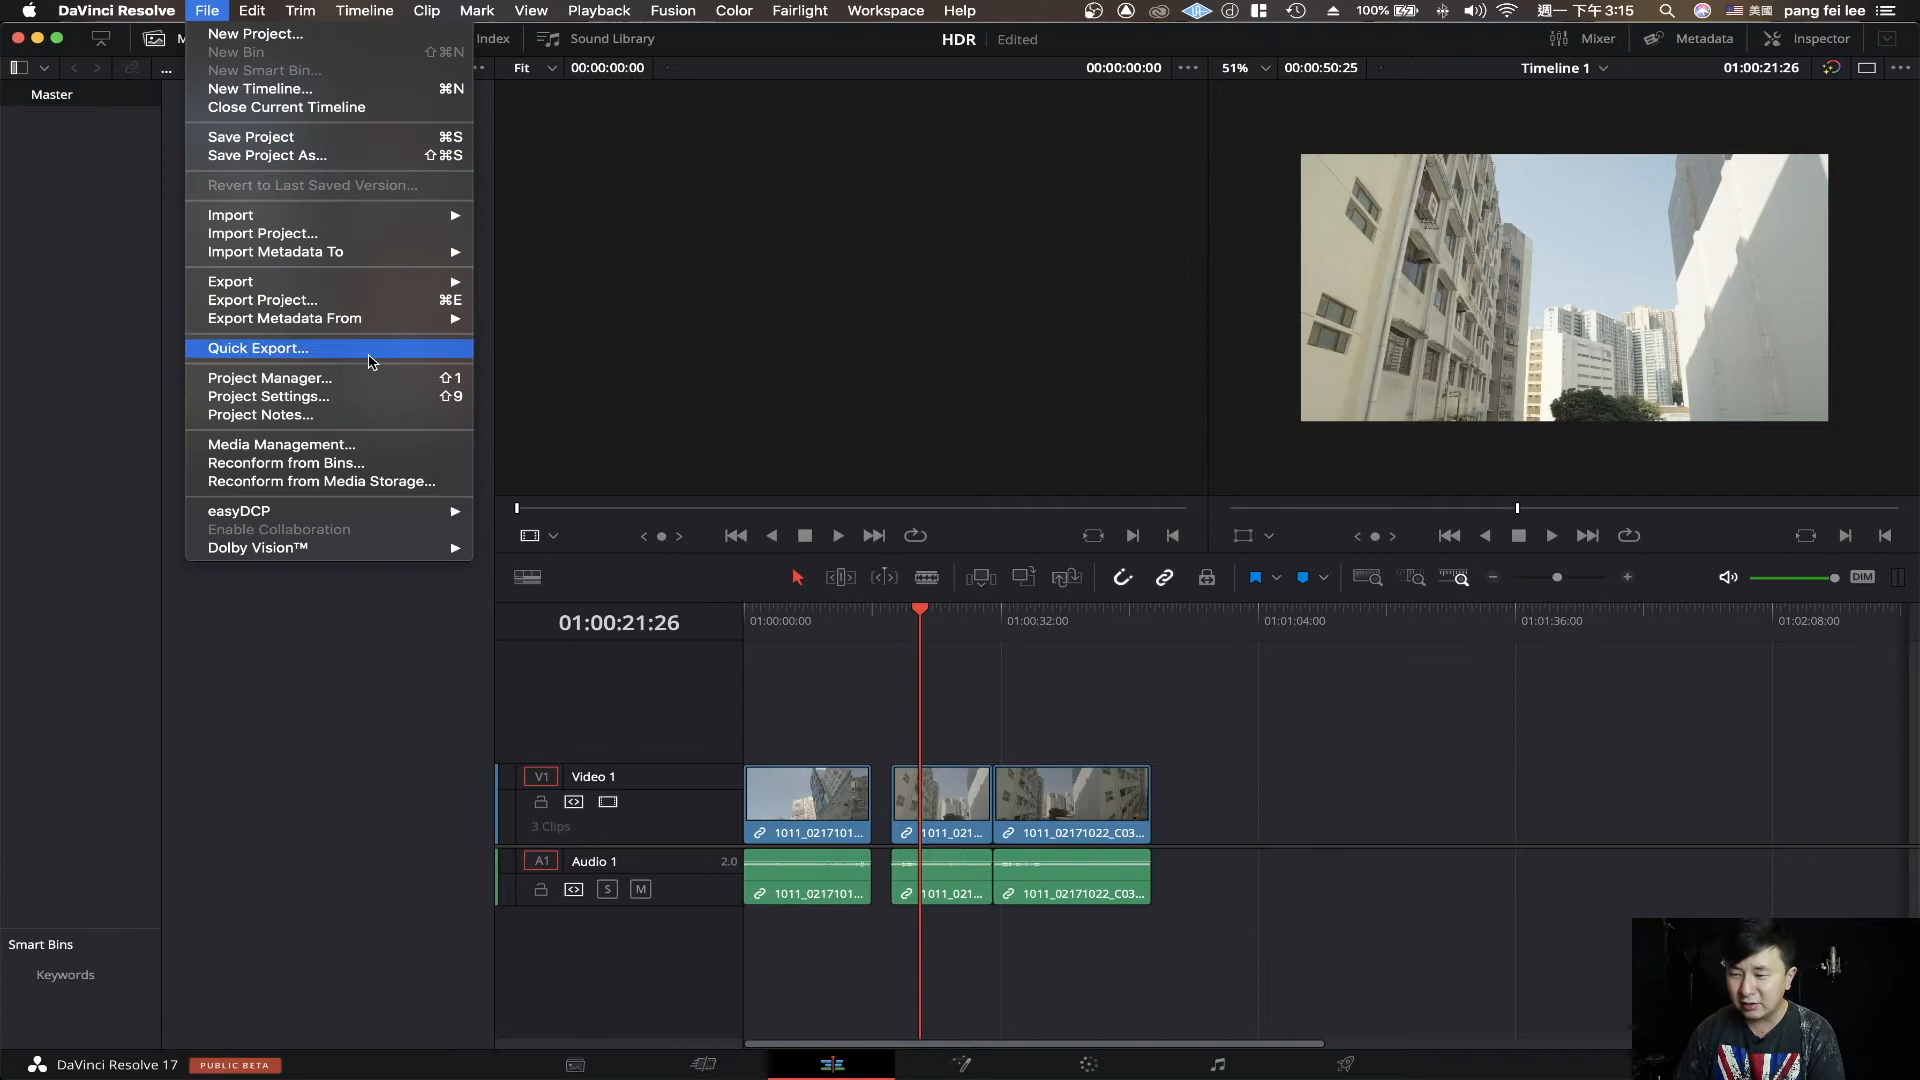 DaVinci Resolve File Edit Trim Timeline Clip Mark View Playback Fusion Color Fairlight Workspace Help 100% 週一 下午 3:15 美國 pang fei lee
Index Sound Library HDR Edited Mixer Metadata Inspector
... Fit 00:00:00:00 00:00:00:00 51% 00:00:50:25 Timeline 1 01:00:21:26
Master
New Project...
New Bin ⇧⌘N
New Smart Bin...
New Timeline... ⌘N
Close Current Timeline
Save Project ⌘S
Save Project As... ⇧⌘S
Revert to Last Saved Version...
Import
Import Project...
Import Metadata To
Export
Export Project... ⌘E
Export Metadata From
Quick Export...
Project Manager... ⇧1
Project Settings... ⇧9
Project Notes...
Media Management...
Reconform from Bins...
Reconform from Media Storage...
easyDCP
Enable Collaboration
Dolby Vision™
DIM
01:00:21:26 01:00:00:00 01:00:32:00 01:01:04:00 01:01:36:00 01:02:08:00
V1 Video 1
3 Clips
1011_0217101... 1011_021... 1011_02171022_C03...
A1 Audio 1 2.0
S M
1011_0217101... 1011_021... 1011_02171022_C03...
Smart Bins
Keywords
DaVinci Resolve 17 PUBLIC BETA